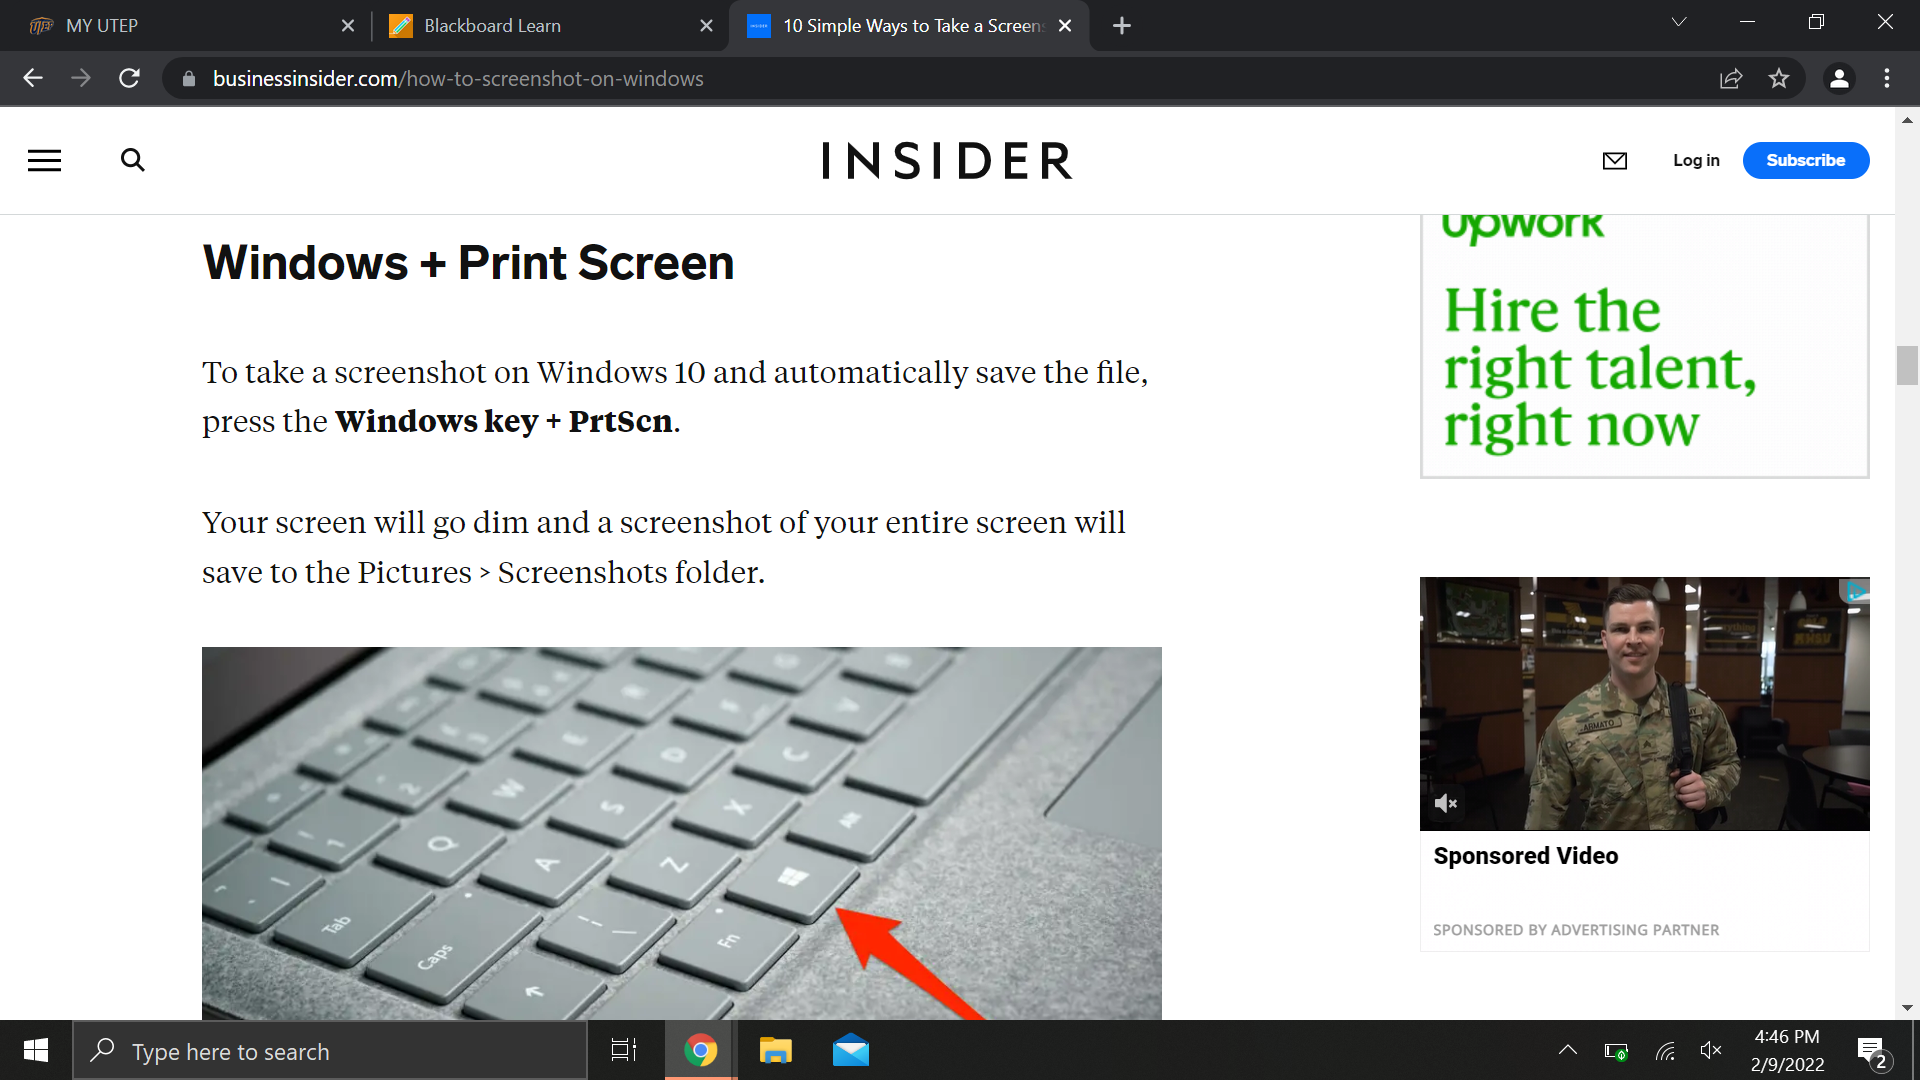 MY UTEP
Blackboard Learn
10 Simple Ways to Take a Screens
businessinsider.com/how-to-screenshot-on-windows
INSIDER
Log in
Subscribe
Windows + Print Screen
To take a screenshot on Windows 10 and automatically save the file,
press the Windows key + PrtScn.
Your screen will go dim and a screenshot of your entire screen will
save to the Pictures > Screenshots folder.
Upwork
Hire the
right talent,
right now
ARMATO
Sponsored Video
SPONSORED BY ADVERTISING PARTNER
E D C
2 W S X Alt
1 Q A Z
Tab
Caps
Fn
Type here to search
4:46 PM
2/9/2022
2